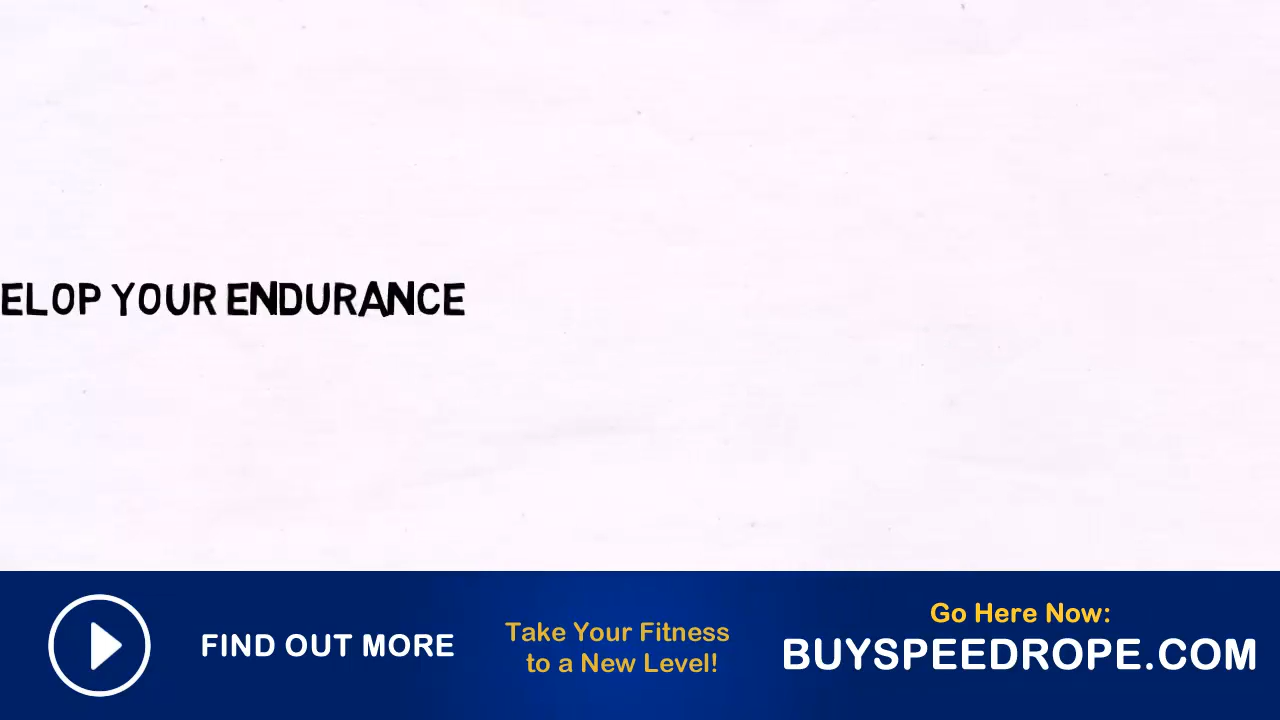 ELOP YOUR ENDURANCE
FIND OUT MORE
Take Your Fitness
to a New Level!
Go Here Now:
BUYSPEEDROPE.COM